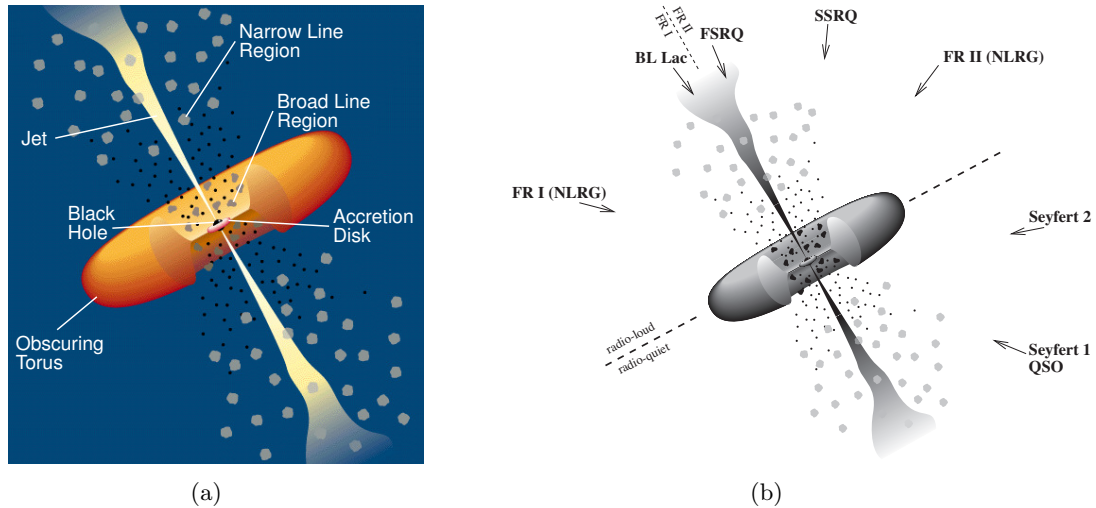 Narrow Line
Region
Broad Line
Region
Jet
Black
Hole
Accretion
Disk
Obscuring
Torus
(a)
FR II
FR I
SSRQ
FSRQ
BL Lac
FR II (NLRG)
FR I (NLRG)
Seyfert 2
radio-loud
radio-quiet
Seyfert 1
QSO
(b)